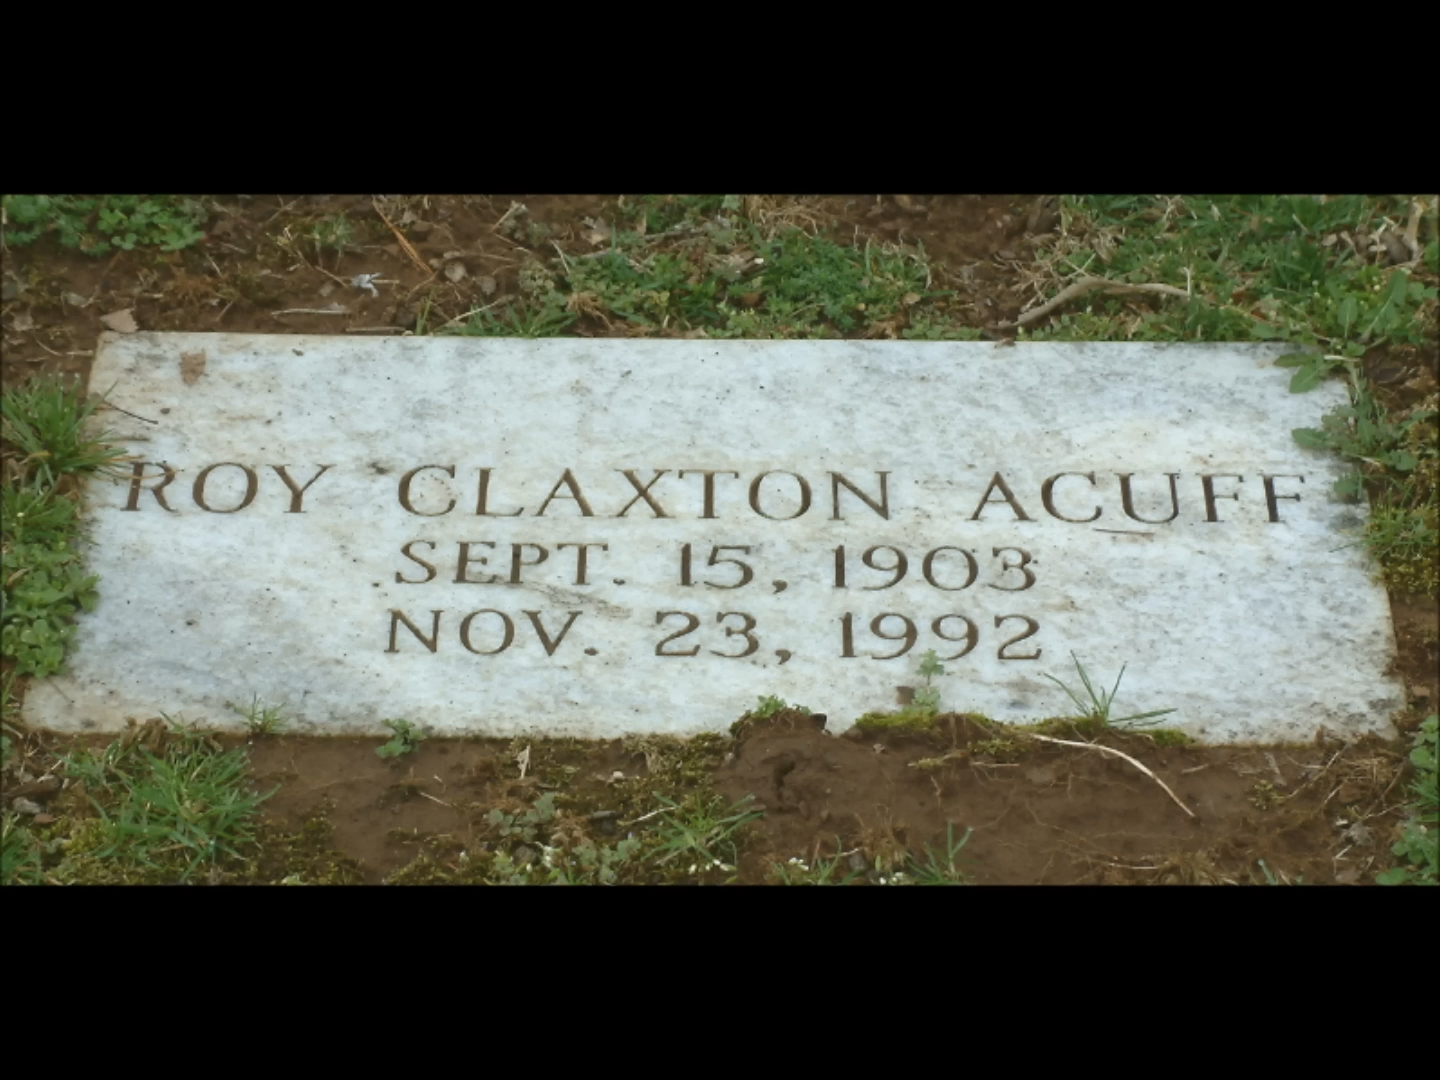 ROY CLAXTON ACUFF
SEPT. 15, 1903
NOV. 23, 1992